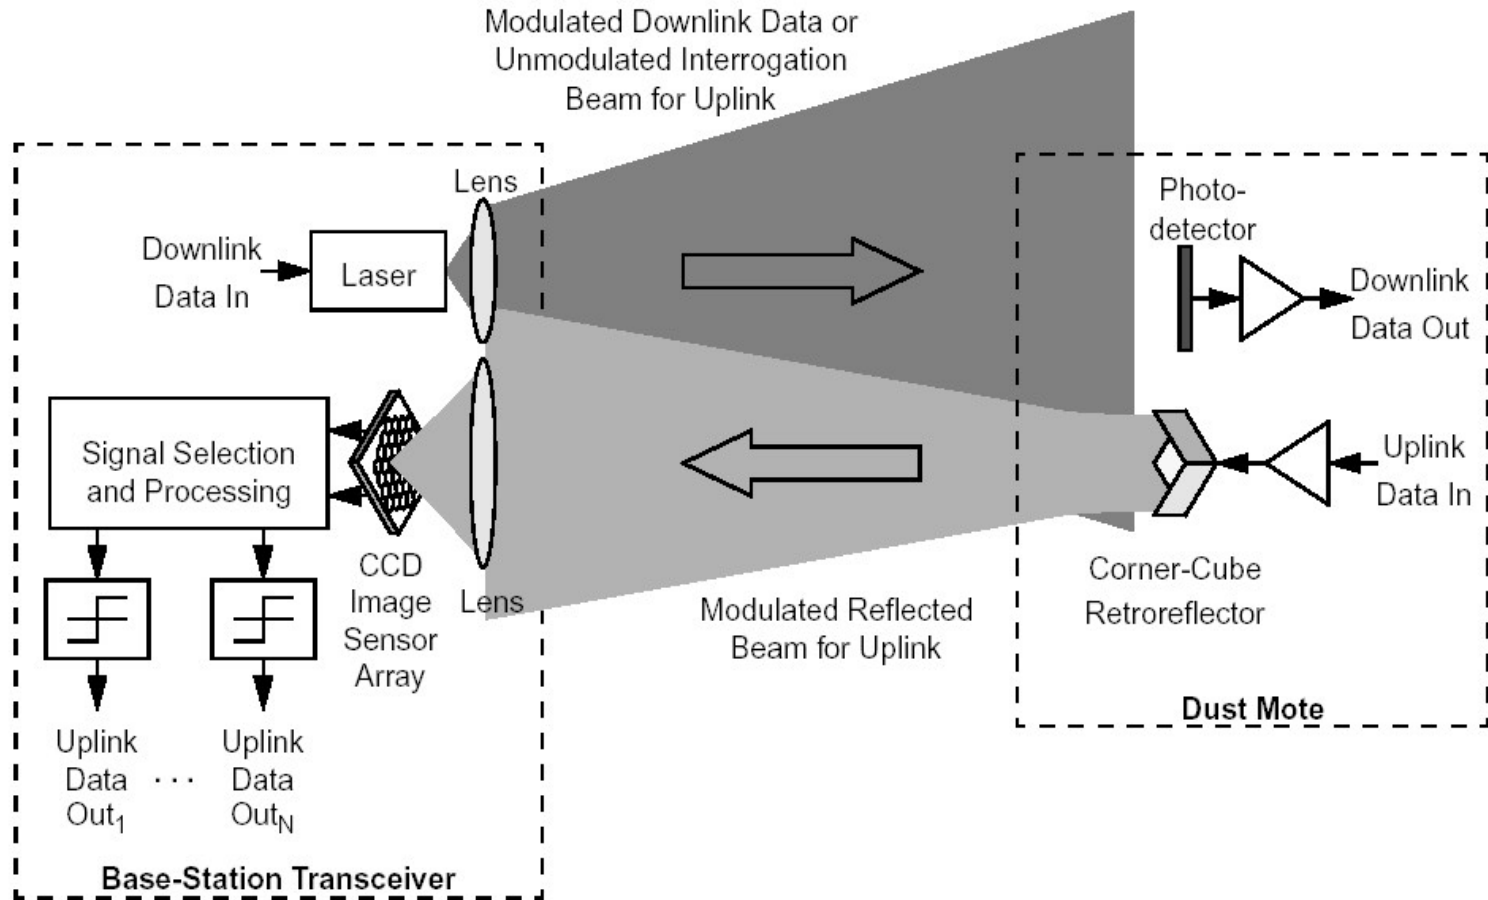 Modulated Downlink Data or
Unmodulated Interrogation
Beam for Uplink
Lens
Photo-
detector
Downlink
Data In
Laser
Downlink
Data Out
Signal Selection
and Processing
Uplink
Data In
CCD
Image
Sensor
Array
Lens
Corner-Cube
Retroreflector
Modulated Reflected
Beam for Uplink
Dust Mote
Uplink
Data
Out1
. . .
Uplink
Data
OutN
Base-Station Transceiver